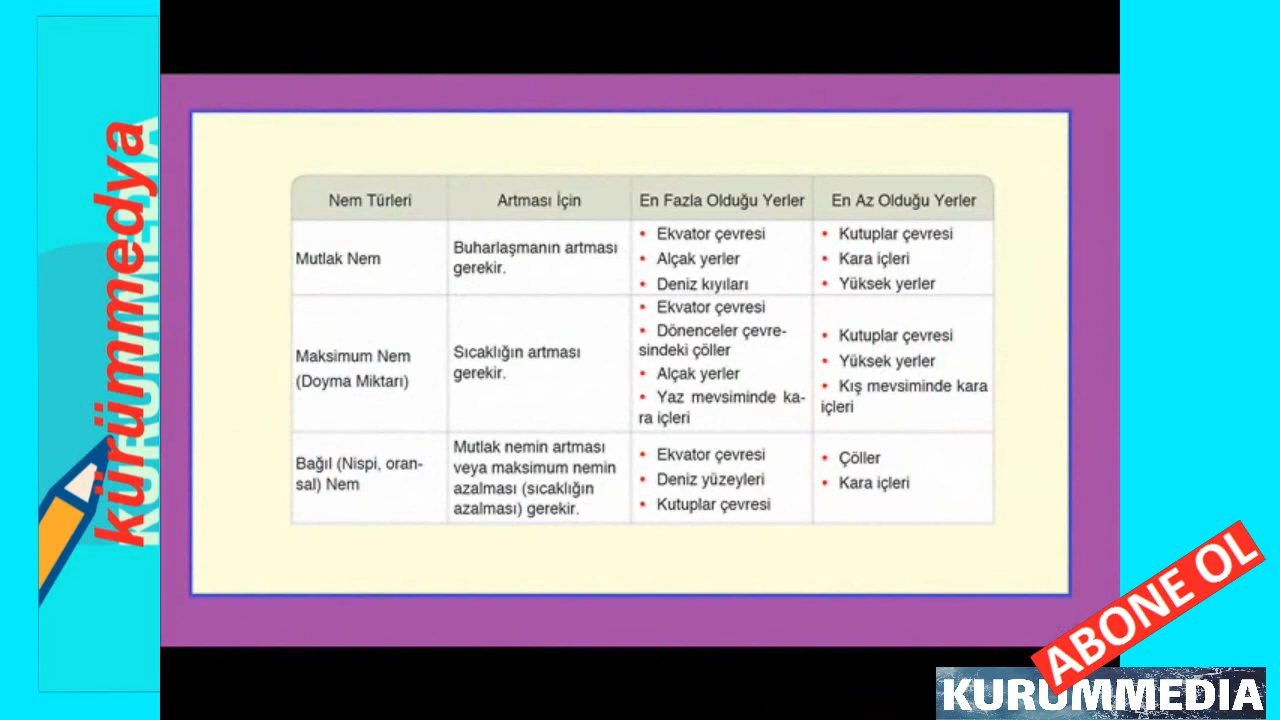 kürümmedya
KURUMMEDIA
Nem Türleri
Artması İçin
En Fazla Olduğu Yerler
En Az Olduğu Yerler
Mutlak Nem
Buharlaşmanın artması
gerekir.
• Ekvator çevresi
• Alçak yerler
• Deniz kıyıları
• Kutuplar çevresi
• Kara içleri
• Yüksek yerler
Maksimum Nem
(Doyma Miktarı)
Sıcaklığın artması
gerekir.
• Ekvator çevresi
• Dönenceler çevre-
sindeki çöller
• Alçak yerler
• Yaz mevsiminde ka-
ra içleri
• Kutuplar çevresi
• Yüksek yerler
• Kış mevsiminde kara
içleri
Bağıl (Nispi, oran-
sal) Nem
Mutlak nemin artması
veya maksimum nemin
azalması (sıcaklığın
azalması) gerekir.
• Ekvator çevresi
• Deniz yüzeyleri
• Kutuplar çevresi
• Çöller
• Kara içleri
ABONE OL
KURUMMEDIA